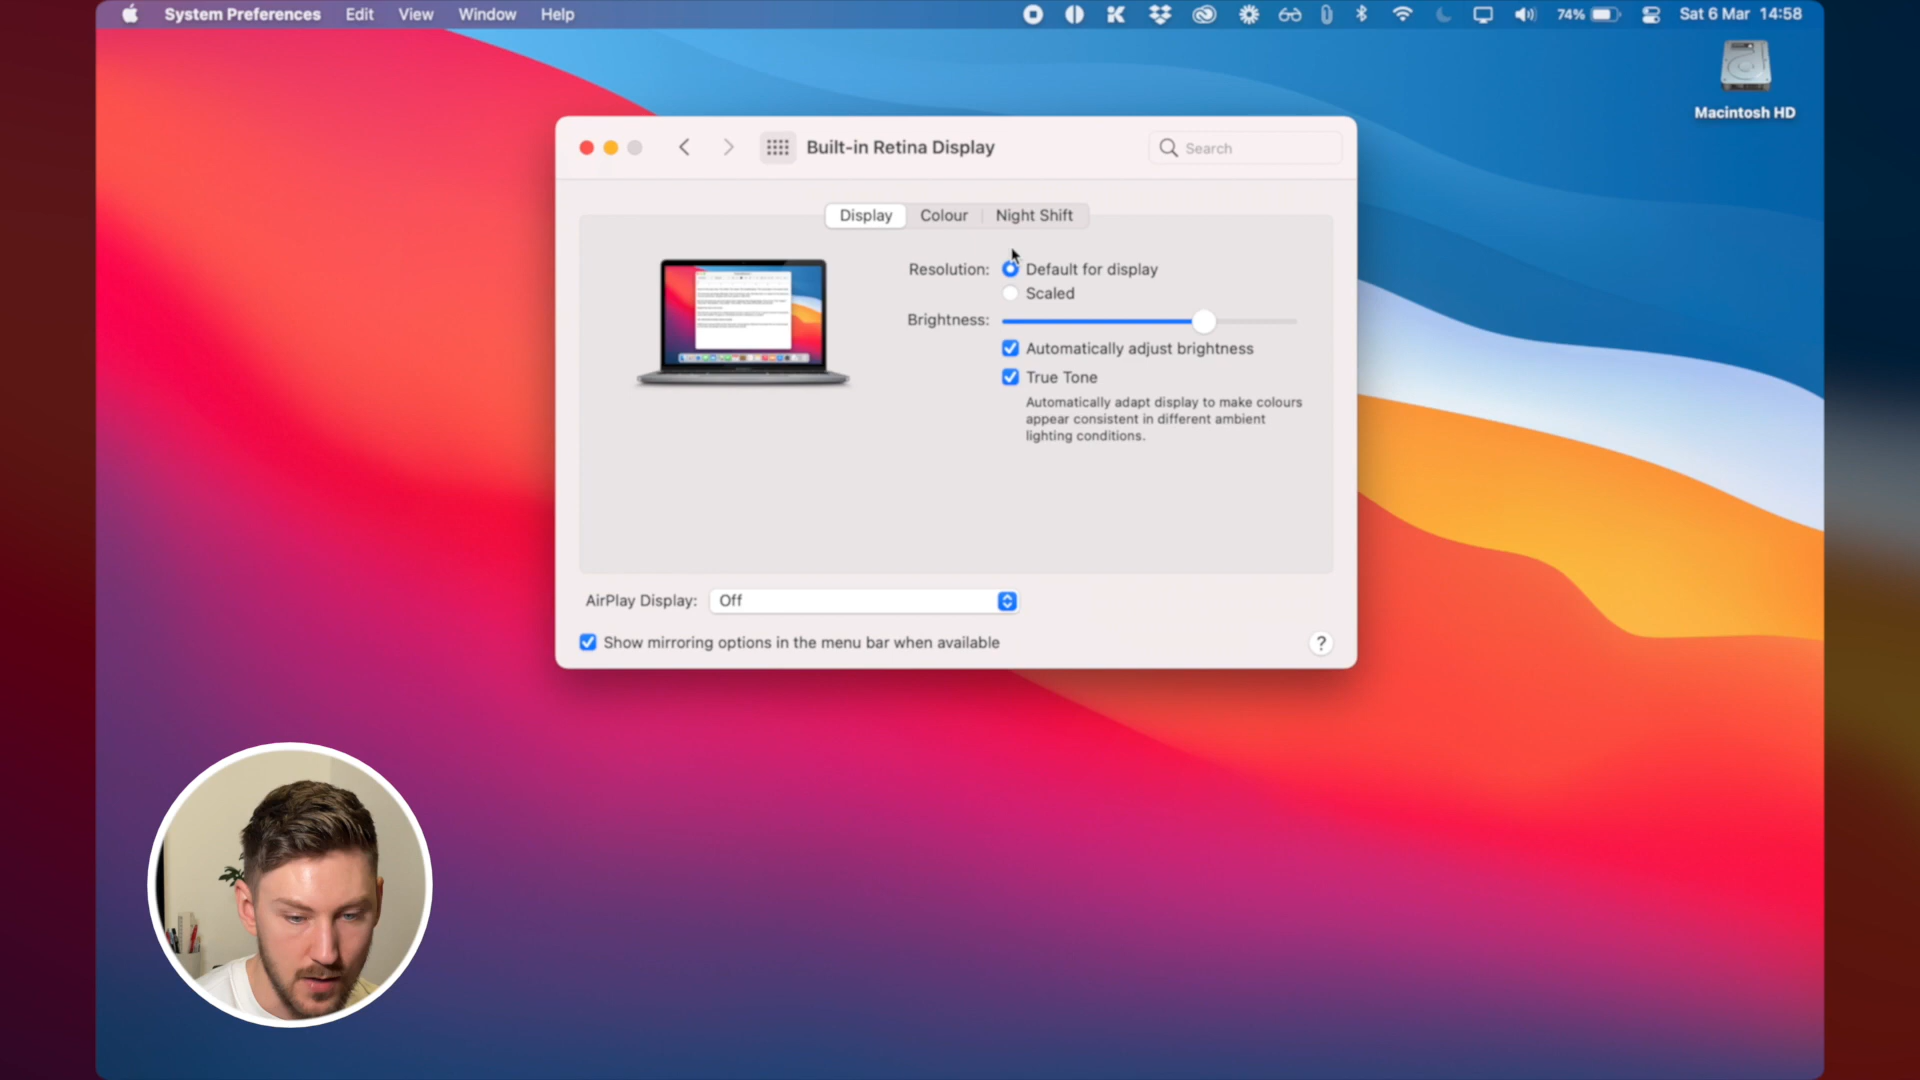 System Preferences Edit View Window Help 74% Sat 6 Mar 14:58
Macintosh HD
Built-in Retina Display Search
Display Colour Night Shift
Resolution: Default for display
Scaled
Brightness:
Automatically adjust brightness
True Tone
Automatically adapt display to make colours
appear consistent in different ambient
lighting conditions.
AirPlay Display: Off
Show mirroring options in the menu bar when available ?